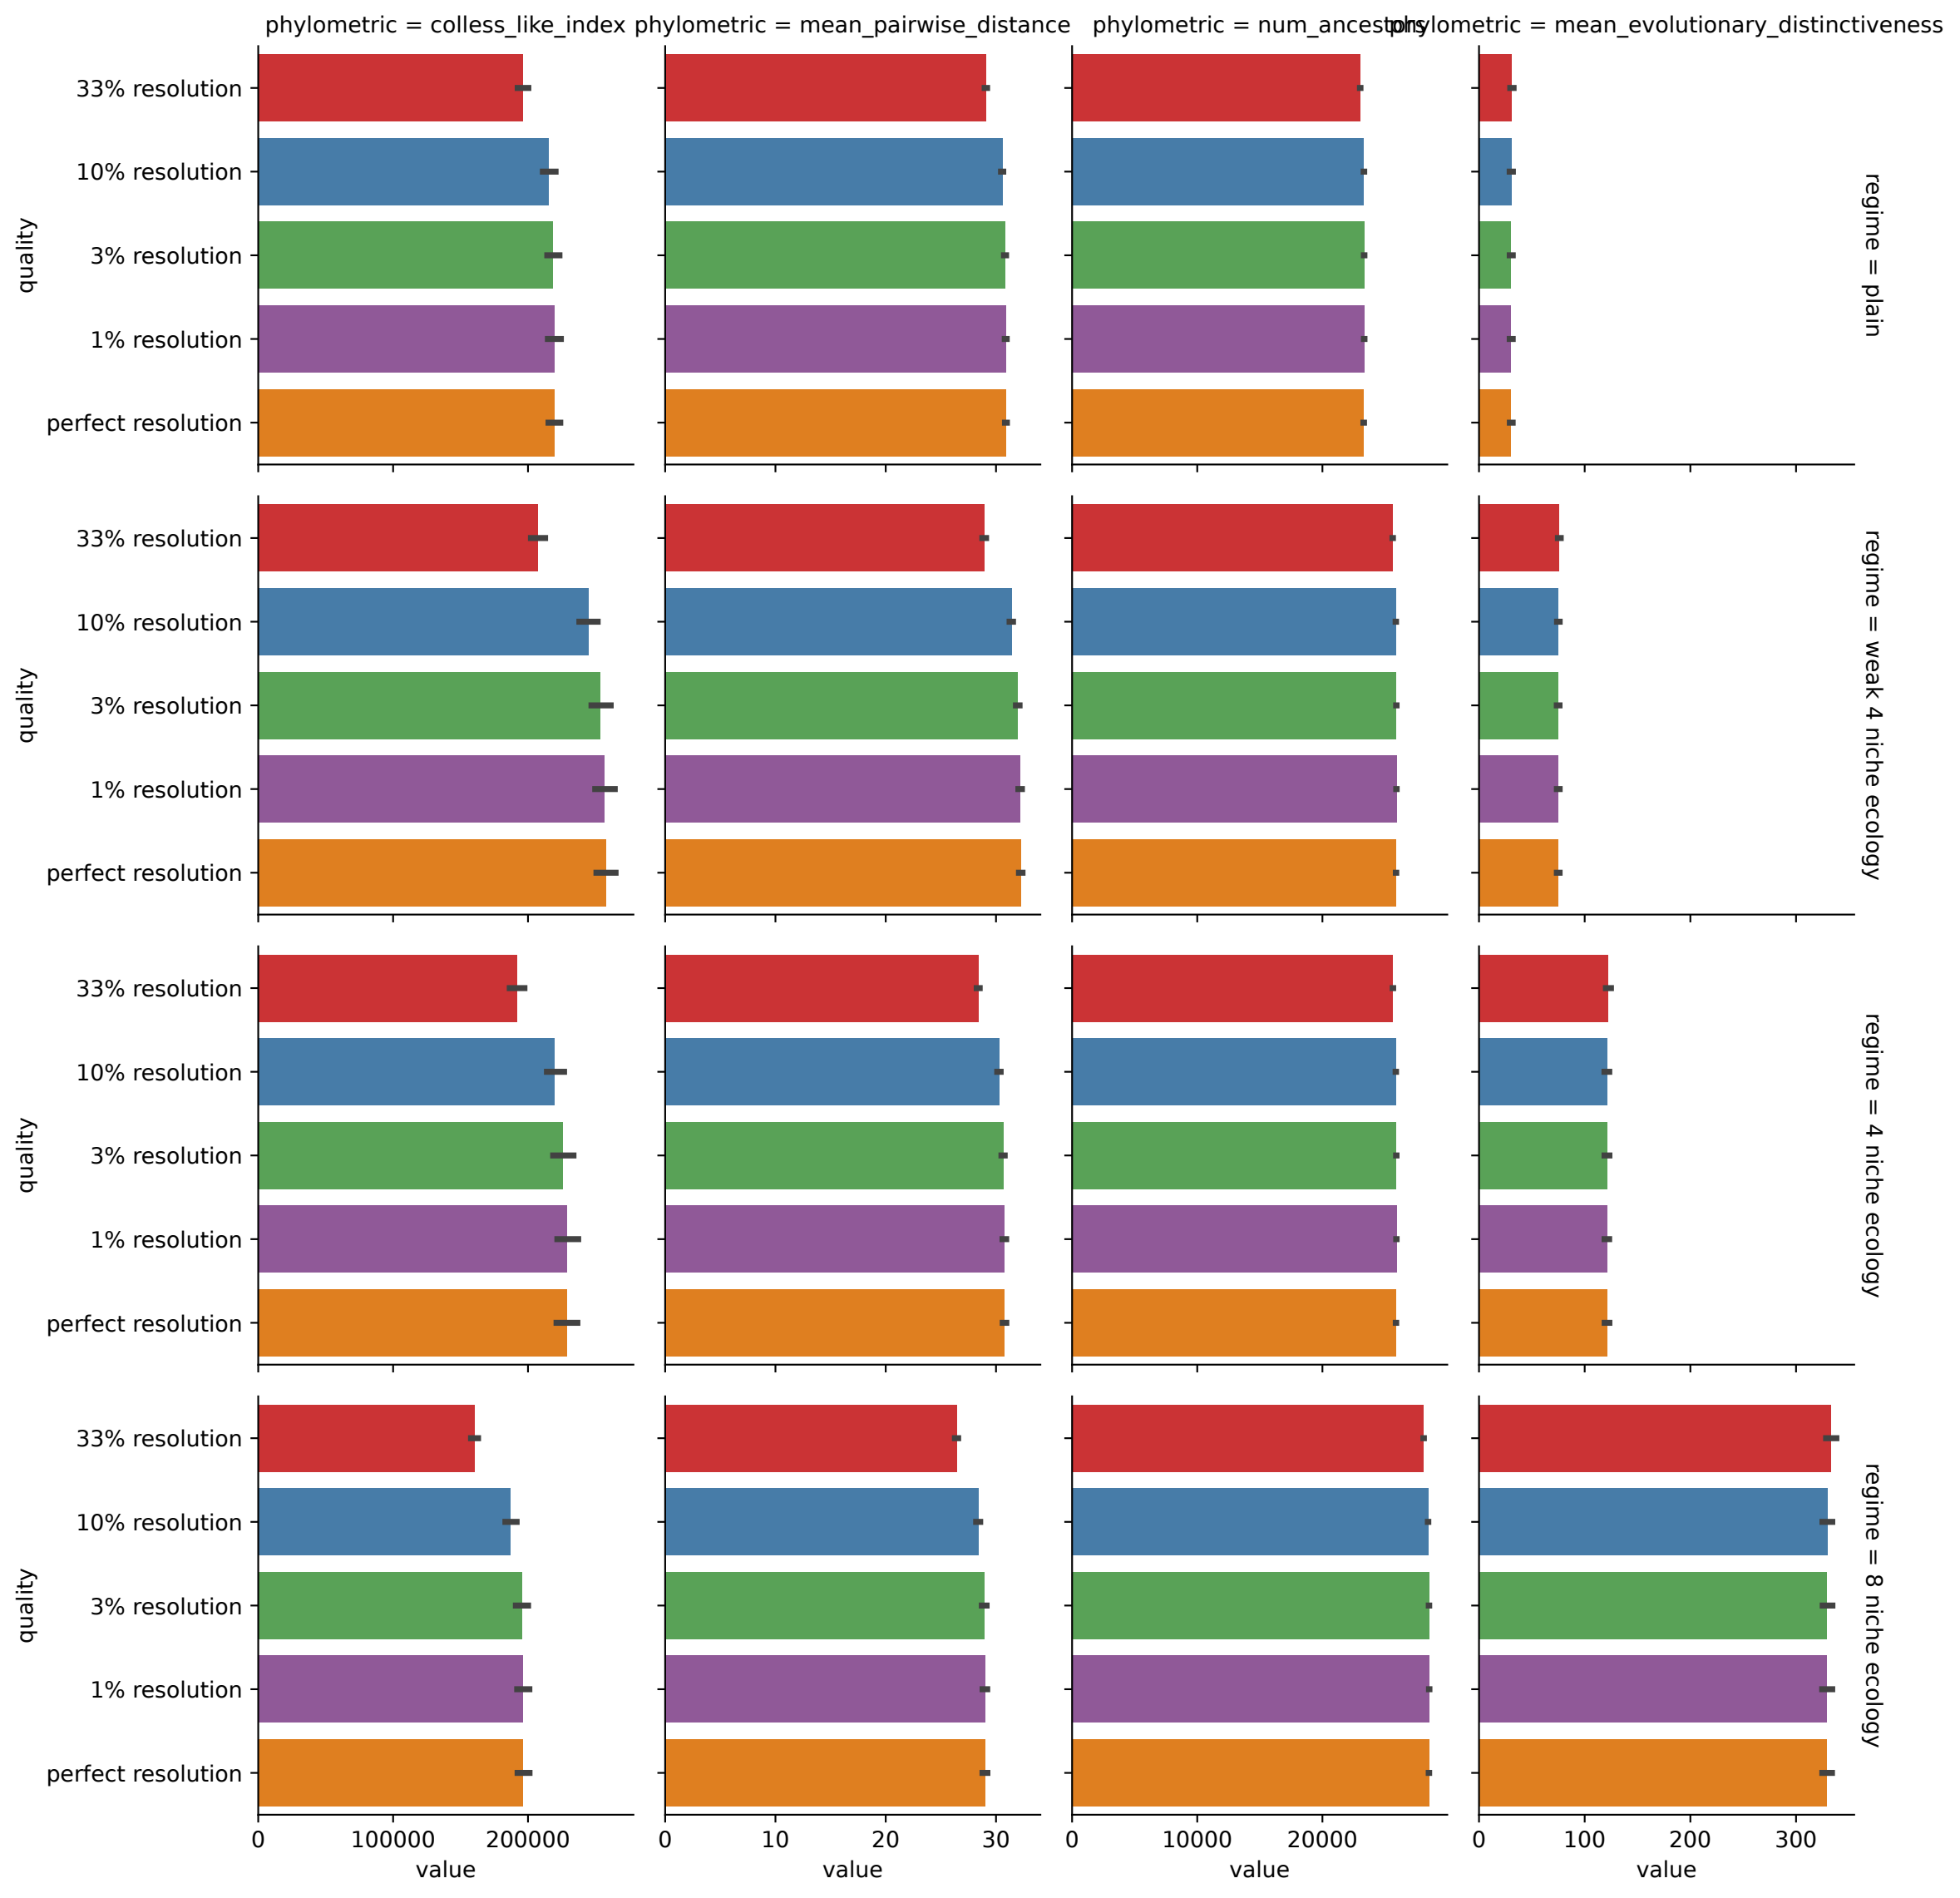 phylometric = colless_like_index
phylometric = mean_pairwise_distance
phylometric = num_ancestors
phylometric = mean_evolutionary_distinctiveness
quality
33% resolution
10% resolution
3% resolution
1% resolution
perfect resolution
regime = plain
quality
33% resolution
10% resolution
3% resolution
1% resolution
perfect resolution
regime = weak 4 niche ecology
quality
33% resolution
10% resolution
3% resolution
1% resolution
perfect resolution
regime = 4 niche ecology
quality
33% resolution
10% resolution
3% resolution
1% resolution
perfect resolution
regime = 8 niche ecology
0 100000 200000
0 10 20 30
0 10000 20000
0 100 200 300
value
value
value
value